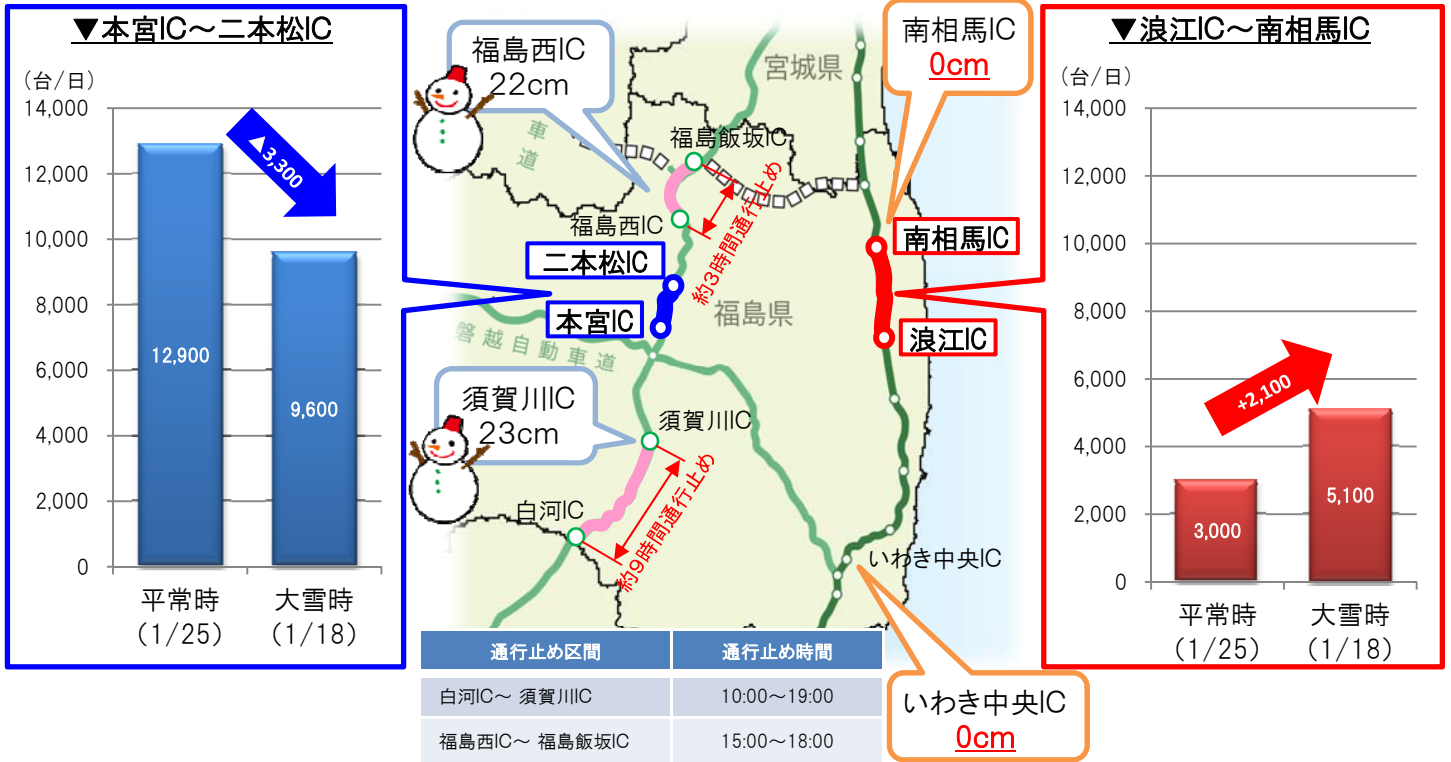 ▼本宮IC～二本松IC
(台/日)
14,000
12,000
10,000
8,000
6,000
4,000
2,000
0
▲3,300
12,900
9,600
平常時
(1/25)
大雪時
(1/18)
福島西IC
22cm
南相馬IC
0cm
宮城県
車道
福島飯坂IC
福島西IC
約3時間通行止め
南相馬IC
二本松IC
本宮IC
福島県
浪江IC
磐越自動車道
須賀川IC
23cm
須賀川IC
白河IC
約9時間通行止め
いわき中央IC
いわき中央IC
0cm
通行止め区間
通行止め時間
白河IC～ 須賀川IC
10:00～19:00
福島西IC～ 福島飯坂IC
15:00～18:00
▼浪江IC～南相馬IC
(台/日)
14,000
12,000
10,000
8,000
6,000
4,000
2,000
0
+2,100
3,000
5,100
平常時
(1/25)
大雪時
(1/18)